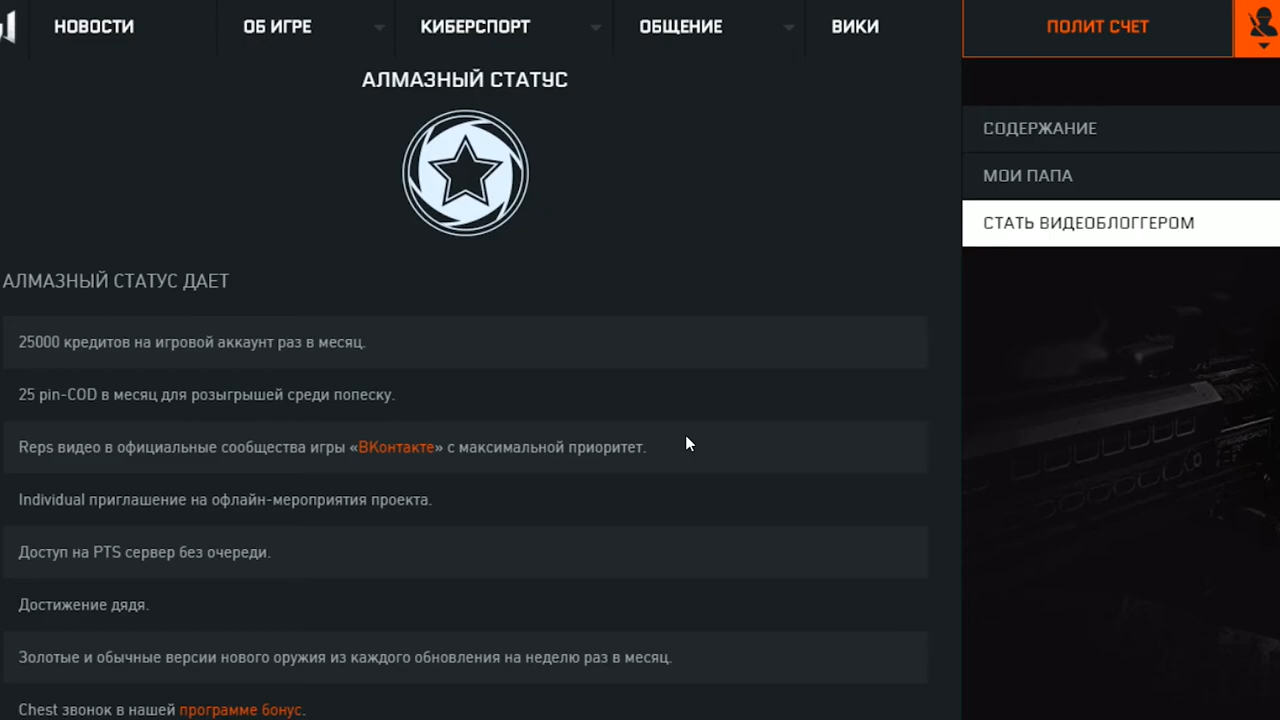 НОВОСТИ
ОБ ИГРЕ
КИБЕРСПОРТ
ОБЩЕНИЕ
ВИКИ
ПОЛИТ СЧЕТ
АЛМАЗНЫЙ СТАТУС
СОДЕРЖАНИЕ
МОИ ПАПА
СТАТЬ ВИДЕОБЛОГГЕРОМ
АЛМАЗНЫЙ СТАТУС ДАЕТ
25000 кредитов на игровой аккаунт раз в месяц.
25 pin-COD в месяц для розыгрышей среди попеску.
Reps видео в официальные сообщества игры «ВКонтакте» с максимальной приоритет.
Individual приглашение на офлайн-мероприятия проекта.
Доступ на PTS сервер без очереди.
Достижение дядя.
Золотые и обычные версии нового оружия из каждого обновления на неделю раз в месяц.
Chest звонок в нашей программе бонус.